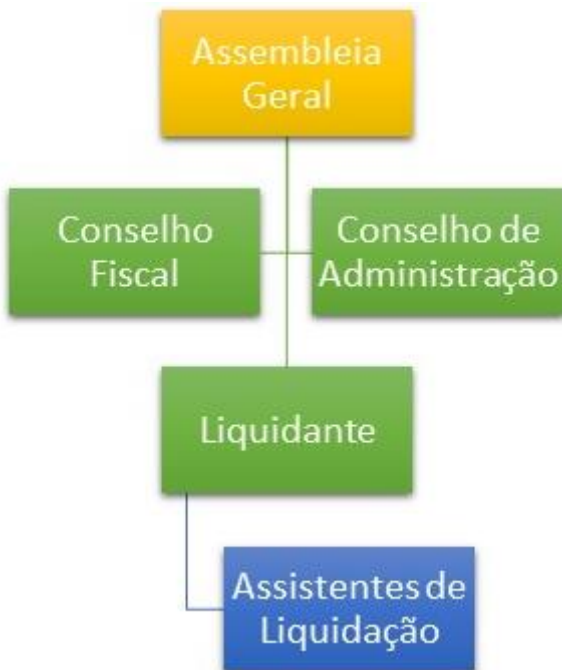 Assembleia
Geral
Conselho
Fiscal
Conselho de
Administração
Liquidante
Assistentes de
Liquidação